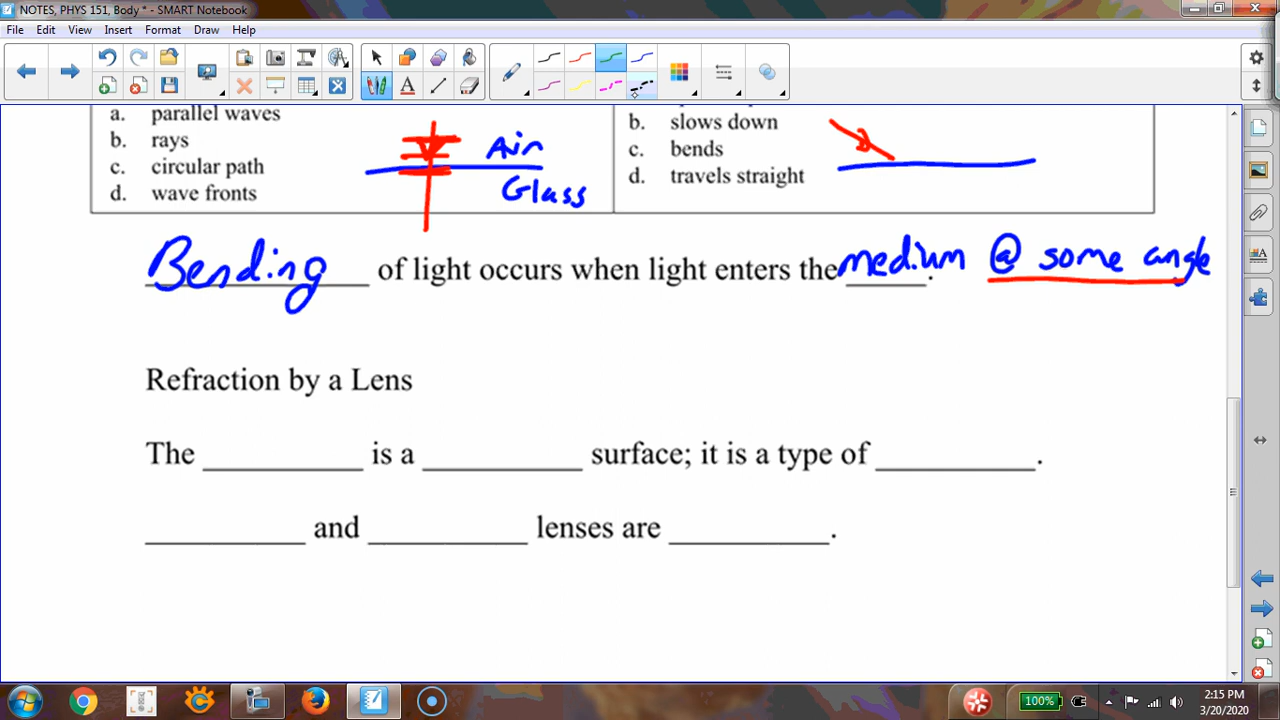 NOTES, PHYS 151, Body * - SMART Notebook
File Edit View Insert Format Draw Help
a. parallel waves
b. rays
c. circular path
d. wave fronts
Air
Glass
b. slows down
c. bends
d. travels straight
Bending of light occurs when light enters the medium. @ some angle
Refraction by a Lens
The __________ is a __________ surface; it is a type of __________.
__________ and __________ lenses are __________.
100%
2:15 PM
3/20/2020